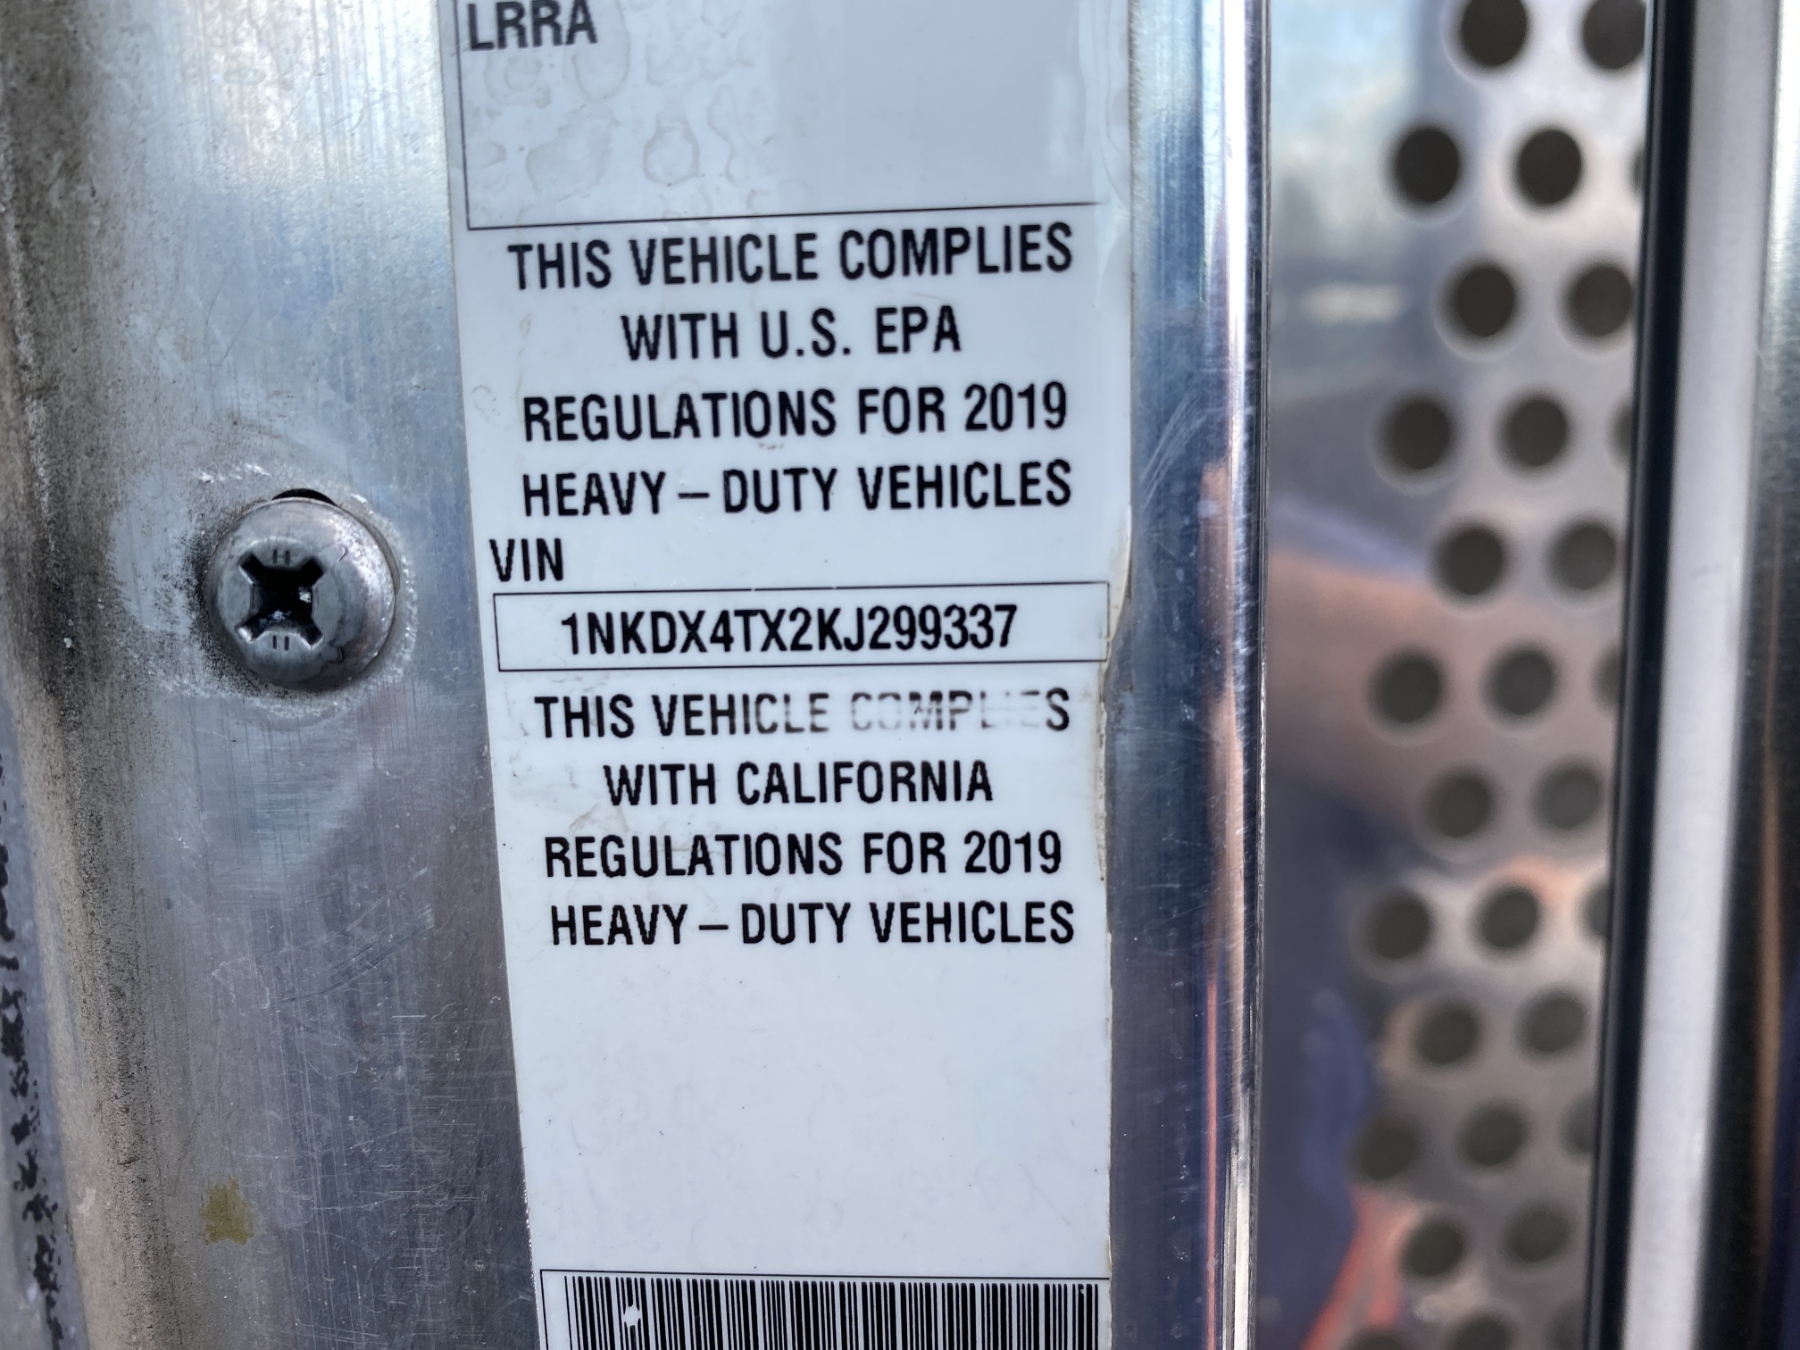 LRRA
THIS VEHICLE COMPLIES
WITH U.S. EPA
REGULATIONS FOR 2019
HEAVY – DUTY VEHICLES
VIN
1NKDX4TX2KJ299337
THIS VEHICLE COMPLIES
WITH CALIFORNIA
REGULATIONS FOR 2019
HEAVY – DUTY VEHICLES